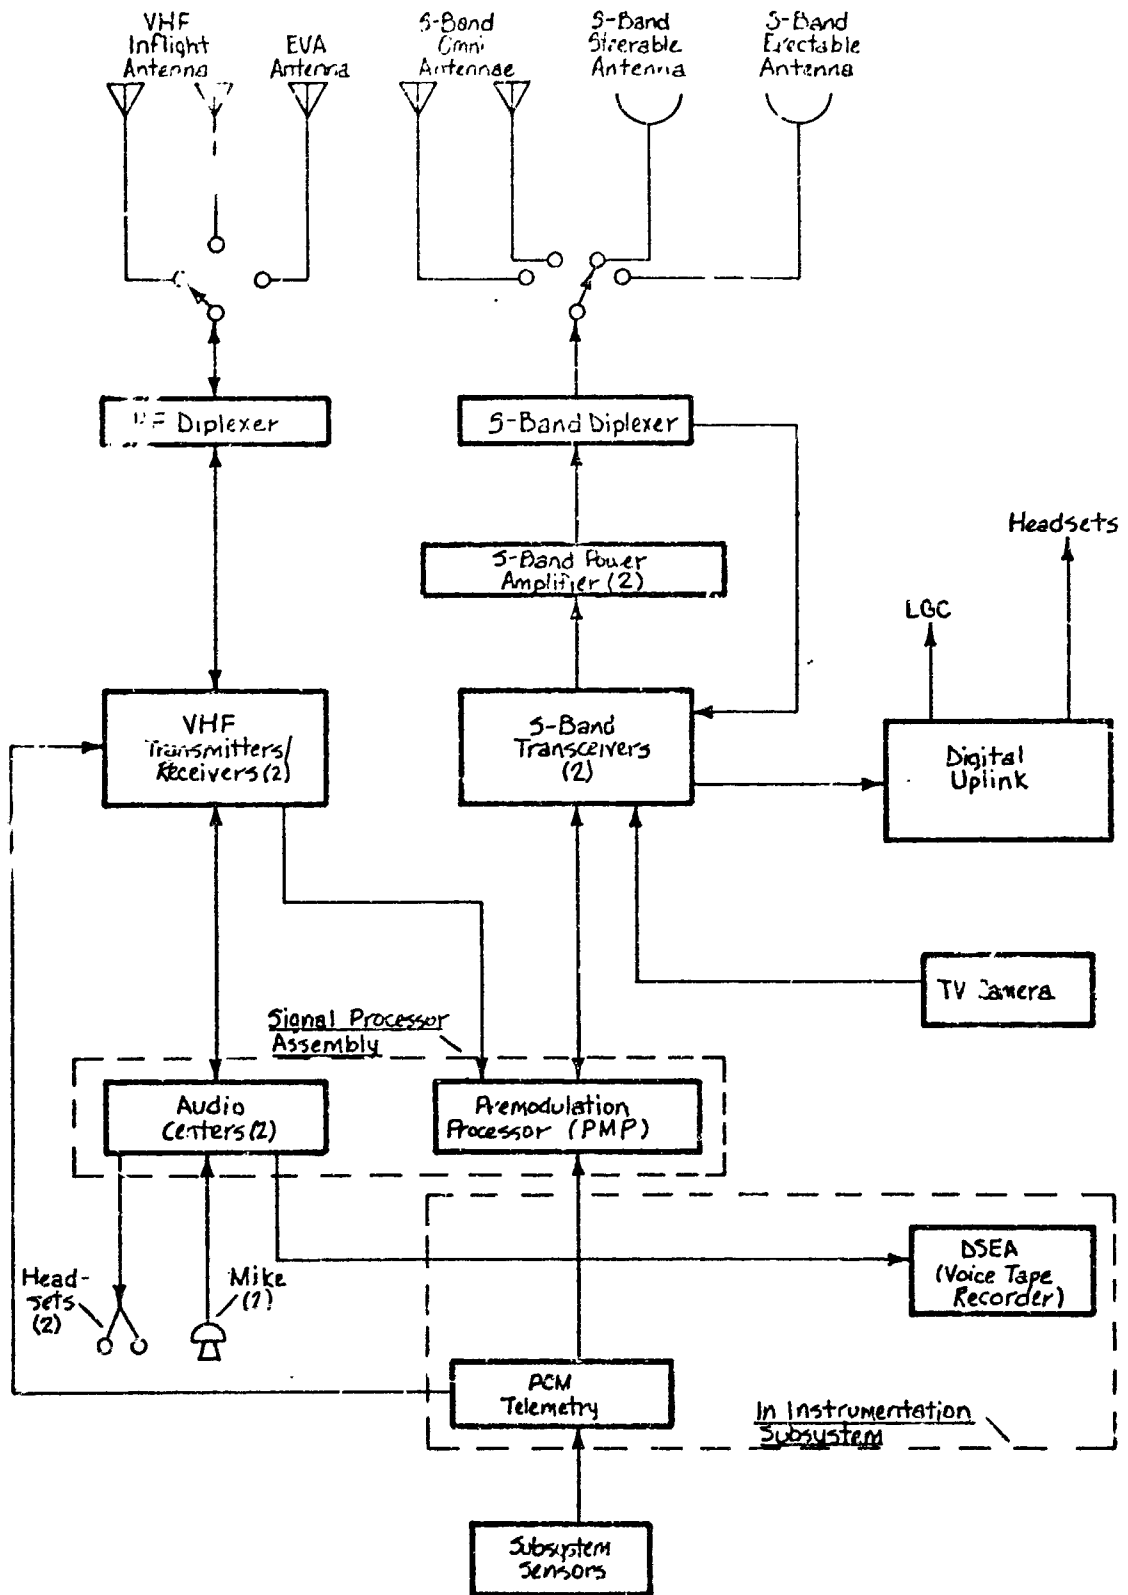 VHF
Inflight
Antenna
EVA
Antenna
S-Band
Omni
Antennae
S-Band
Steerable
Antenna
S-Band
Erectable
Antenna
Diplexer
S-Band Diplexer
S-Band Power
Amplifier (2)
Headsets
LGC
VHF
Transmitters/
Receivers (2)
S-Band
Transceivers
(2)
Digital
Uplink
TV Camera
Signal Processor
Assembly
Audio
Centers (2)
Premodulation
Processor (PMP)
DSEA
(Voice Tape
Recorder)
Head-
sets
(2)
Mike
(2)
PCM
Telemetry
In Instrumentation
Subsystem
Subsystem
Sensors